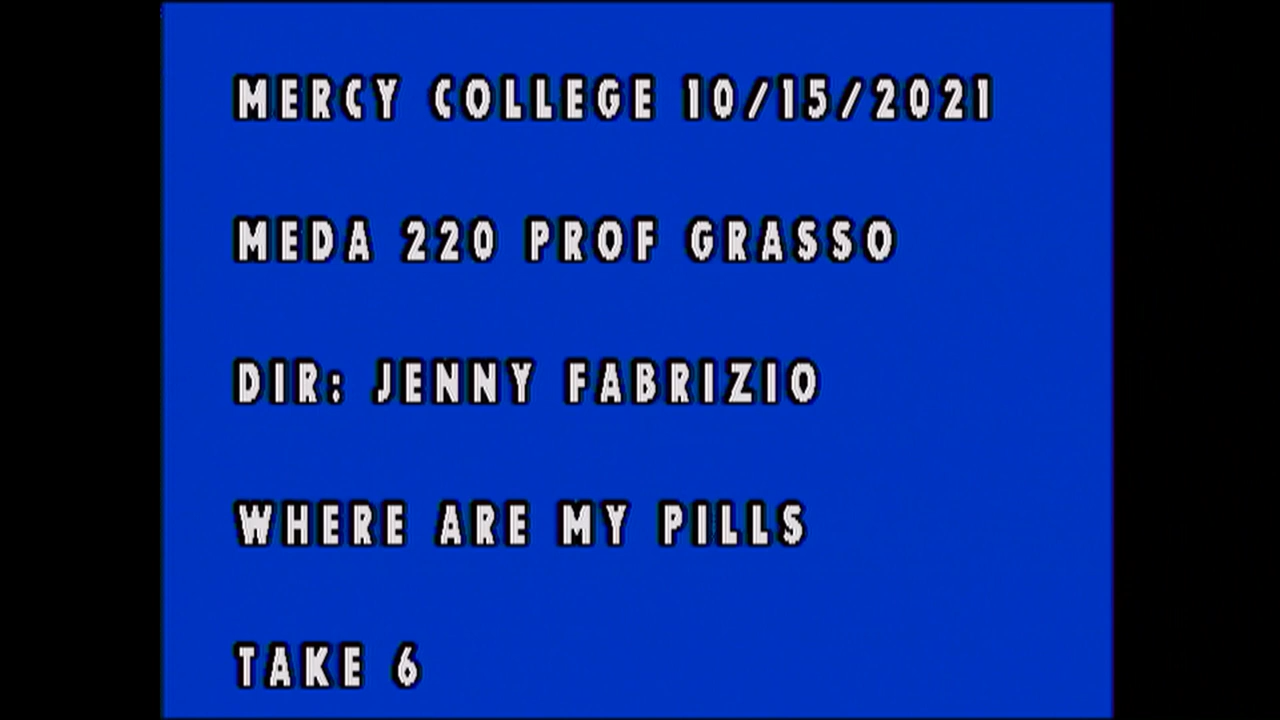 MERCY COLLEGE 10/15/2021
MEDA 220 PROF GRASSO
DIR: JENNY FABRIZIO
WHERE ARE MY PILLS
TAKE 6